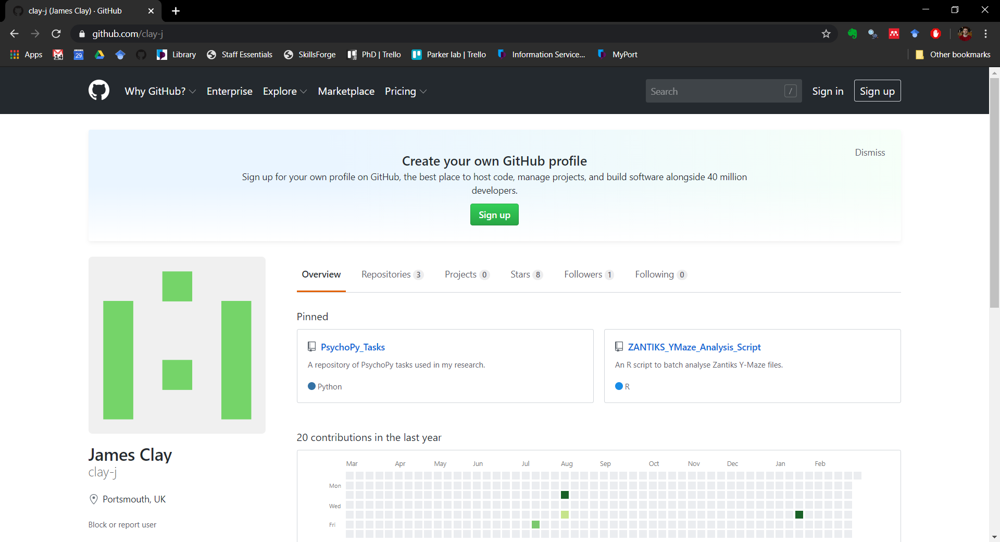 clay-j (James Clay) · GitHub
github.com/clay-j
Apps 14 29 Library Staff Essentials SkillsForge PhD | Trello Parker lab | Trello Information Service... MyPort Other bookmarks
Why GitHub? Enterprise Explore Marketplace Pricing Search / Sign in Sign up
Dismiss
Create your own GitHub profile
Sign up for your own profile on GitHub, the best place to host code, manage projects, and build software alongside 40 million
developers.
Sign up
Overview Repositories 3 Projects 0 Stars 8 Followers 1 Following 0
Pinned
PsychoPy_Tasks
A repository of PsychoPy tasks used in my research.
Python
ZANTIKS_YMaze_Analysis_Script
An R script to batch analyse Zantiks Y-Maze files.
R
20 contributions in the last year
Mar Apr May Jun Jul Aug Sep Oct Nov Dec Jan Feb
Mon
Wed
Fri
James Clay
clay-j
Portsmouth, UK
Block or report user